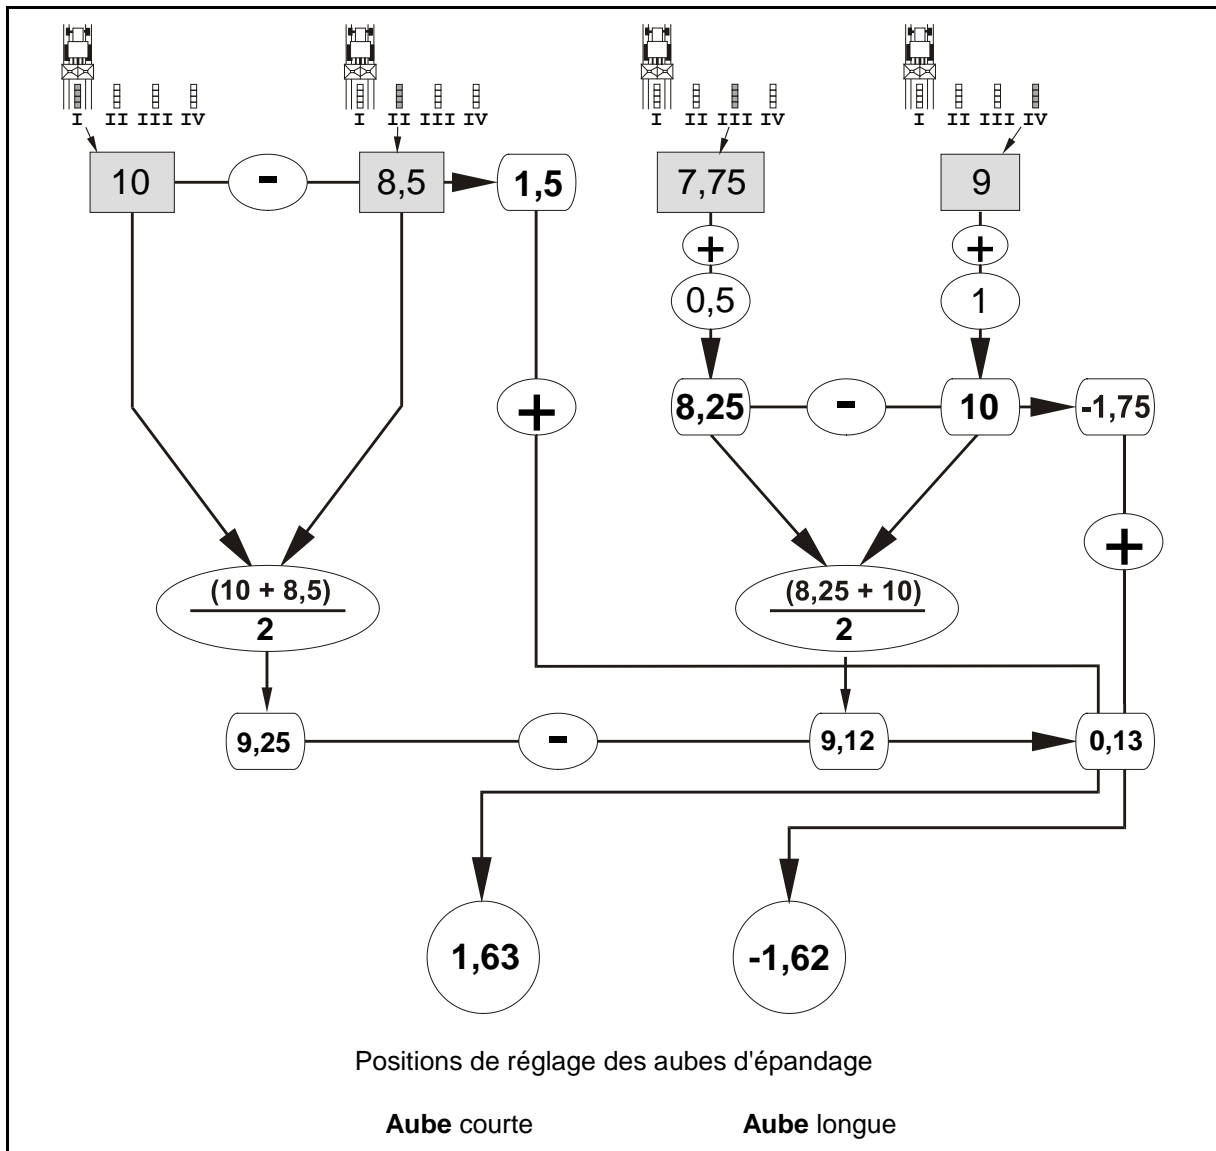 I II III IV I II III IV I II III IV I II III IV
10 - 8,5 1,5 7,75 9
+ +
0,5 1
+ 8,25 - 10 -1,75
+
(10 + 8,5) (8,25 + 10)
2 2
9,25 - 9,12 0,13
1,63 -1,62
Positions de réglage des aubes d'épandage
Aube courte Aube longue